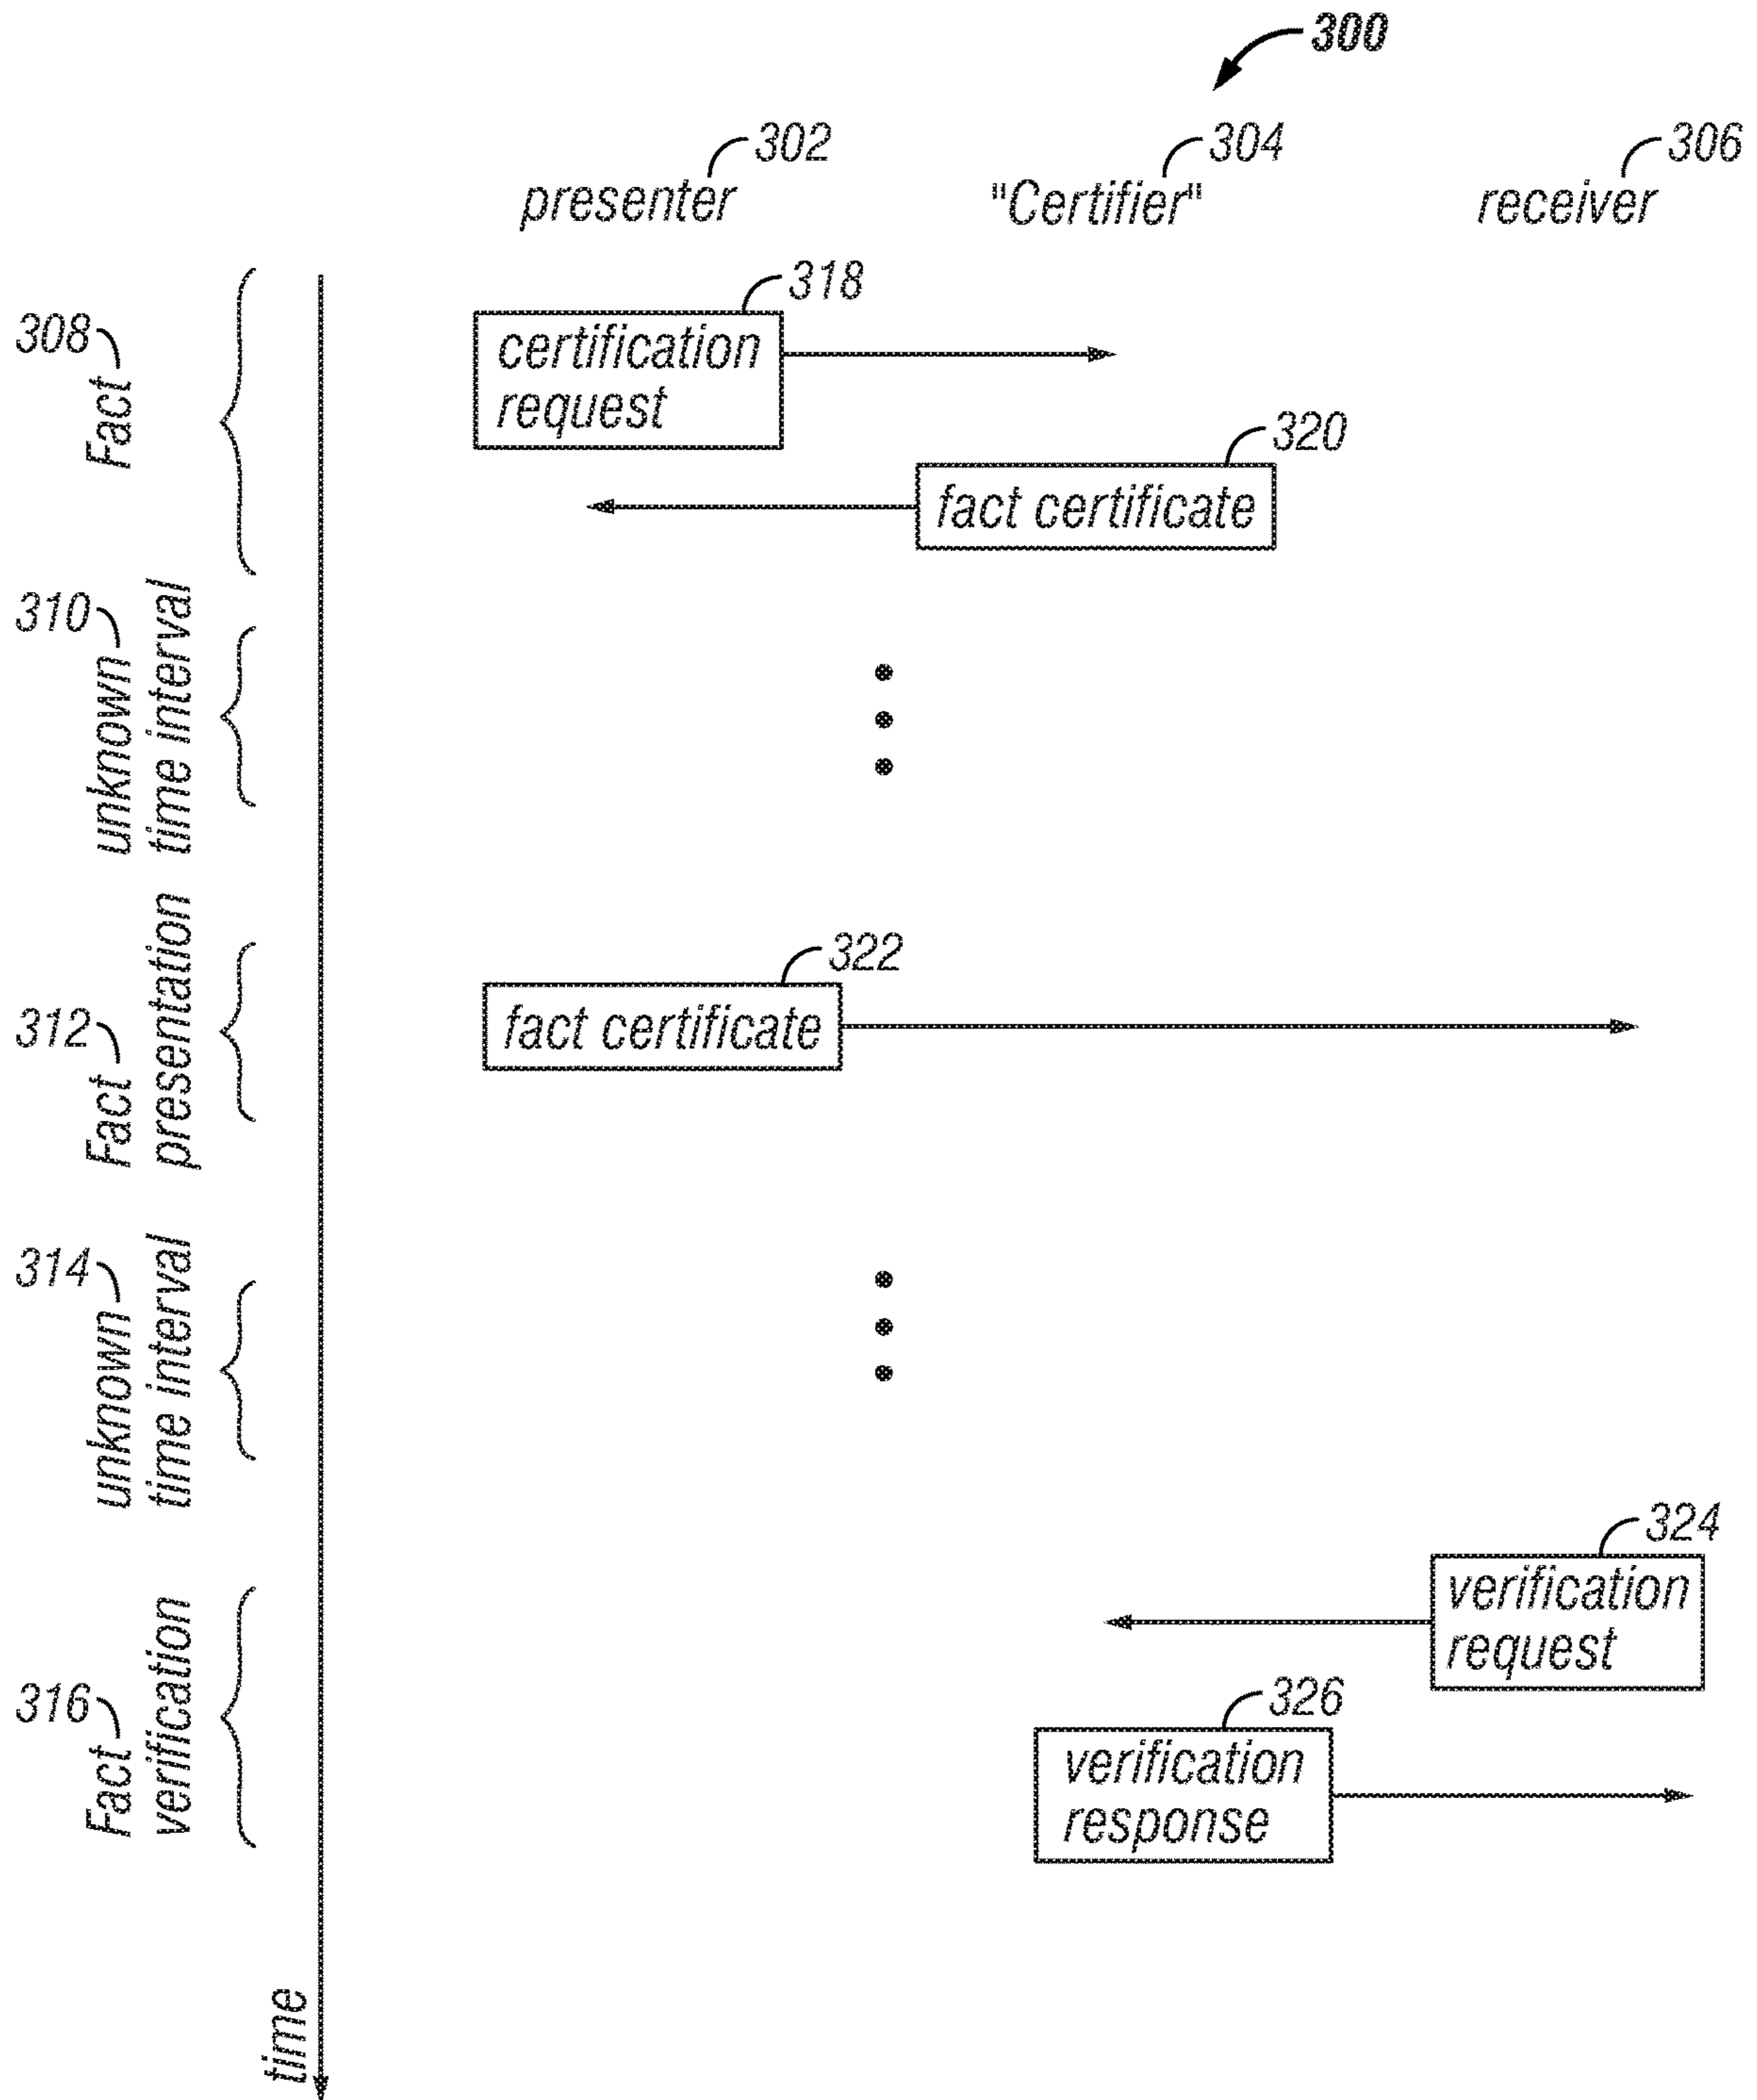 300
302
304
306
presenter
"Certifier"
receiver
318
308
Fact
certification
request
320
fact certificate
310
unknown
time interval
322
312
Fact
presentation
fact certificate
314
unknown
time interval
324
verification
request
316
Fact
verification
326
verification
response
time